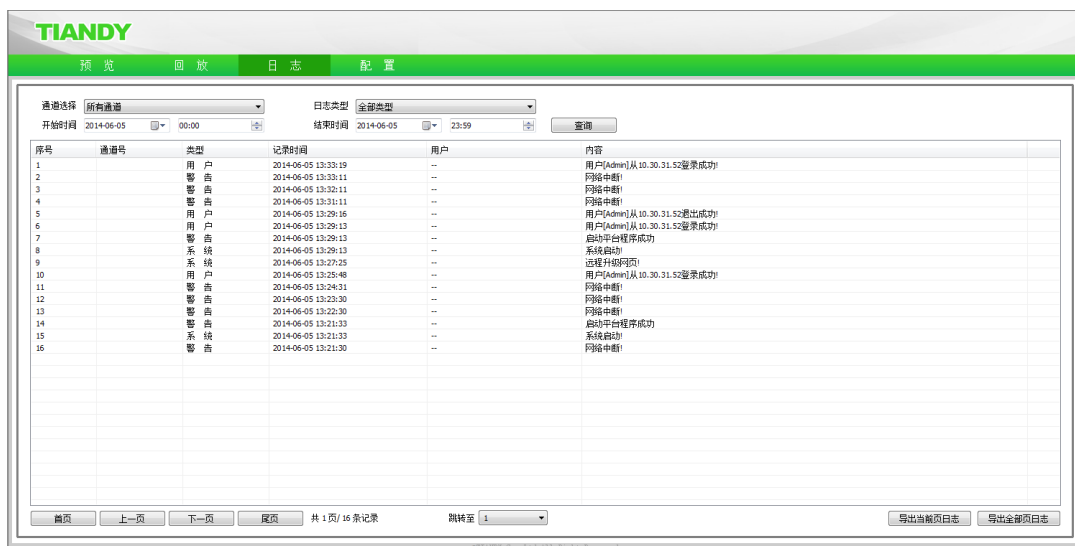 TIANDY
预 览 回 放 日 志 配 置
通道选择 所有通道 日志类型 全部类型
开始时间 2014-06-05 00:00 结束时间 2014-06-05 23:59 查询
序号 通道号 类型 记录时间 用户 内容
1 用 户 2014-06-05 13:33:19 -- 用户[Admin]从10.30.31.52登录成功!
2 警 告 2014-06-05 13:33:11 -- 网络中断!
3 警 告 2014-06-05 13:32:11 -- 网络中断!
4 警 告 2014-06-05 13:31:11 -- 网络中断!
5 用 户 2014-06-05 13:29:16 -- 用户[Admin]从10.30.31.52退出成功!
6 用 户 2014-06-05 13:29:13 -- 用户[Admin]从10.30.31.52登录成功!
7 警 告 2014-06-05 13:29:13 -- 启动平台程序成功
8 系 统 2014-06-05 13:29:13 -- 系统启动!
9 系 统 2014-06-05 13:27:25 -- 远程升级网页!
10 用 户 2014-06-05 13:25:48 -- 用户[Admin]从10.30.31.52登录成功!
11 警 告 2014-06-05 13:24:31 -- 网络中断!
12 警 告 2014-06-05 13:23:30 -- 网络中断!
13 警 告 2014-06-05 13:22:30 -- 网络中断!
14 警 告 2014-06-05 13:21:33 -- 启动平台程序成功
15 系 统 2014-06-05 13:21:33 -- 系统启动!
16 警 告 2014-06-05 13:21:30 -- 网络中断!
首页 上一页 下一页 尾页 共 1 页/ 16 条记录 跳转至 1 导出当前页日志 导出全部页日志